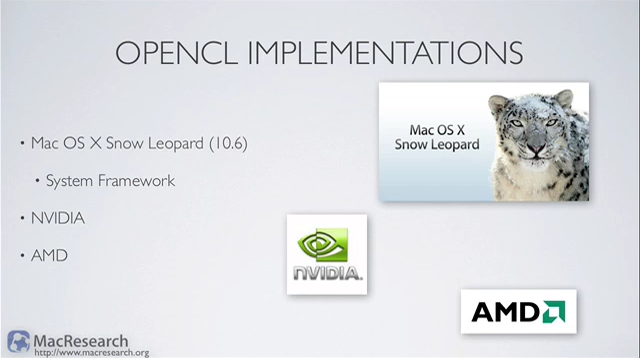 OPENCL IMPLEMENTATIONS
• Mac OS X Snow Leopard (10.6)
• System Framework
• NVIDIA
• AMD
Mac OS X
Snow Leopard
NVIDIA.
AMD
MacResearch
http://www.macresearch.org